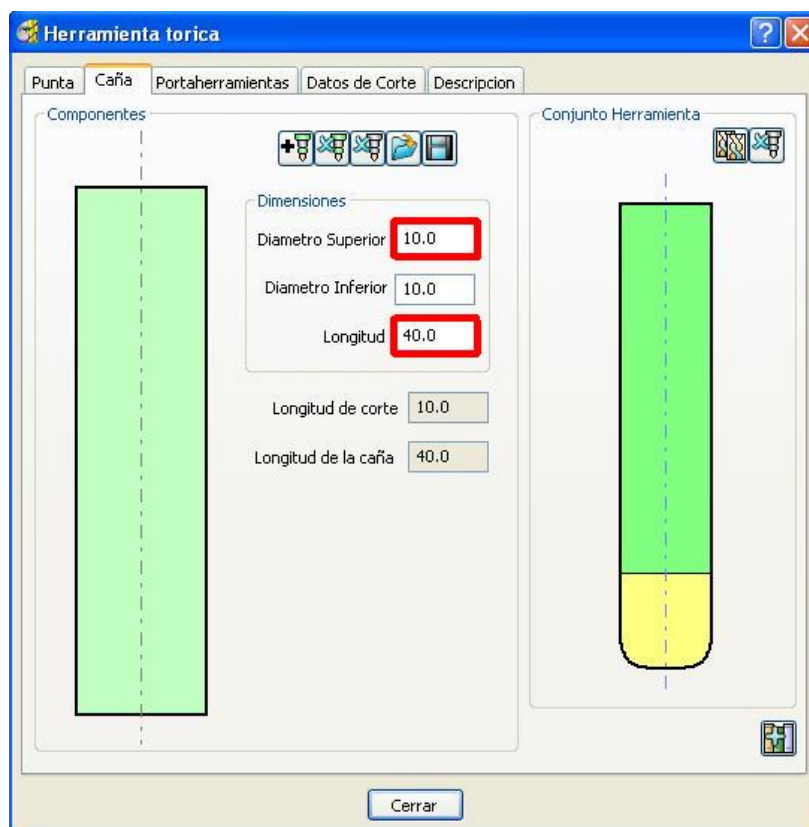 Herramienta torica
Punta Caña Portaherramientas Datos de Corte Descripcion
Componentes
Dimensiones
Diametro Superior 10.0
Diametro Inferior 10.0
Longitud 40.0
Longitud de corte 10.0
Longitud de la caña 40.0
Conjunto Herramienta
Cerrar